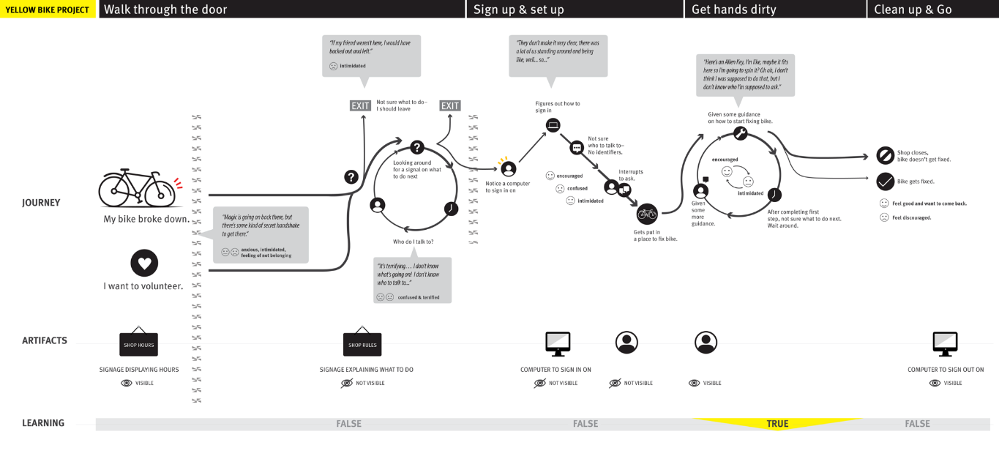 YELLOW BIKE PROJECT
Walk through the door
Sign up & set up
Get hands dirty
Clean up & Go
"If my friend weren't here, I would have
backed out and left."
intimidated
"They don't make it very clear, there was
a lot of us standing around and being
like, well... so..."
"Here's an Allen Key, I'm like, maybe it fits
here so I'm going to spin it? Oh oh, I don't
think I was supposed to do that, but I
don't know who I'm supposed to ask."
EXIT
Not sure what to do–
I should leave
EXIT
Figures out how to
sign in
Given some guidance
on how to start fixing bike.
?
?
Looking around
for a signal on what
to do next
Who do I talk to?
Notice a computer
to sign in on
Not sure
who to talk to–
No identifiers.
encouraged
confused
intimidated
Interrupts
to ask.
Gets put in
a place to fix bike.
encouraged
intimidated
Given
some
more
guidance.
After completing first
step, not sure what to do next.
Wait around.
Shop closes,
bike doesn't get fixed.
Bike gets fixed.
Feel good and want to come back.
Feel discouraged.
JOURNEY
My bike broke down.
"Magic is going on back there, but
there's some kind of secret handshake
to get there."
anxious, intimidated,
feeling of not belonging
I want to volunteer.
"It's terrifying... I don't know
what's going on! I don't know
who to talk to..."
confused & terrified
ARTIFACTS
SHOP HOURS
SIGNAGE DISPLAYING HOURS
VISIBLE
SHOP RULES
SIGNAGE EXPLAINING WHAT TO DO
NOT VISIBLE
COMPUTER TO SIGN IN ON
NOT VISIBLE
NOT VISIBLE
VISIBLE
COMPUTER TO SIGN OUT ON
VISIBLE
LEARNING
FALSE
FALSE
TRUE
FALSE